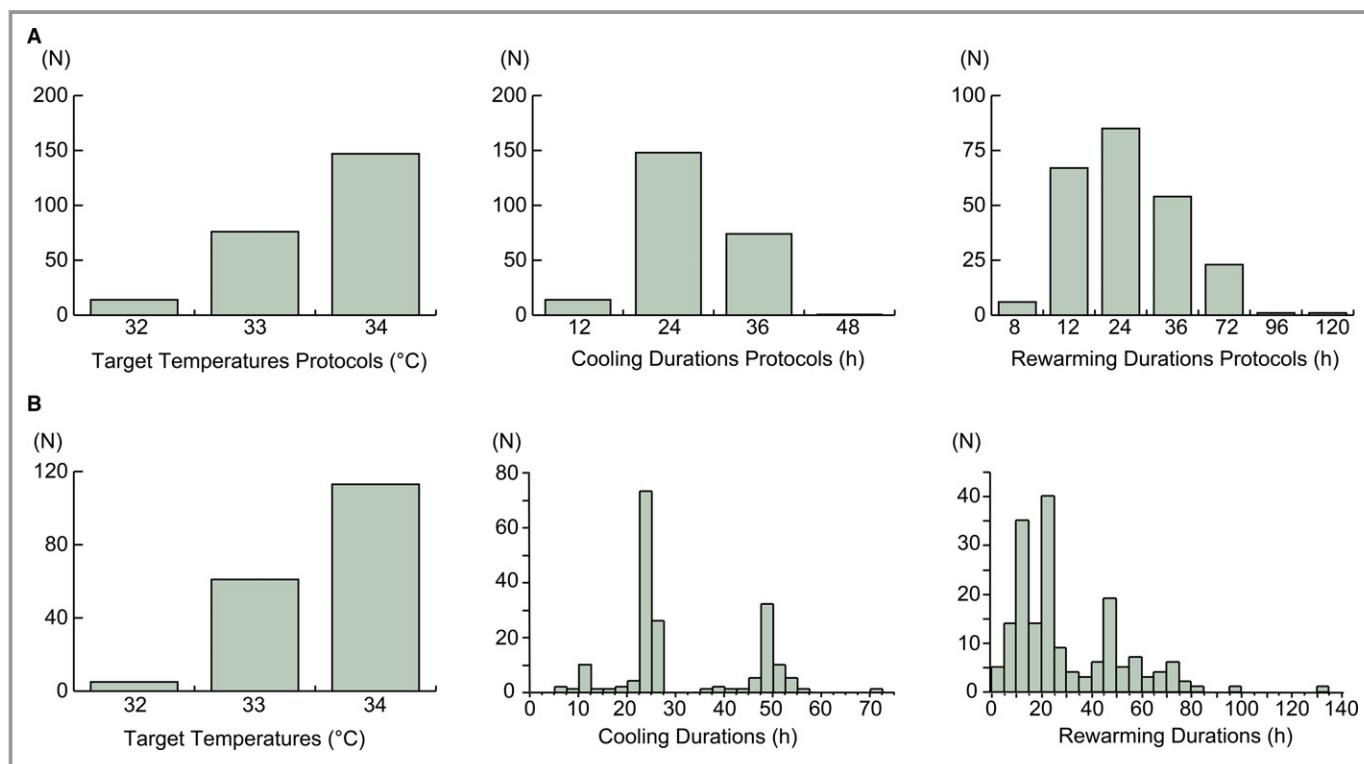 A
(N)
200
150
100
50
0
32 33 34
Target Temperatures Protocols (°C)
(N)
200
150
100
50
0
12 24 36 48
Cooling Durations Protocols (h)
(N)
100
75
50
25
0
8 12 24 36 72 96 120
Rewarming Durations Protocols (h)
B
(N)
120
80
40
0
32 33 34
Target Temperatures (°C)
(N)
80
60
40
20
0
0 10 20 30 40 50 60 70
Cooling Durations (h)
(N)
40
30
20
10
0
0 20 40 60 80 100 120 140
Rewarming Durations (h)